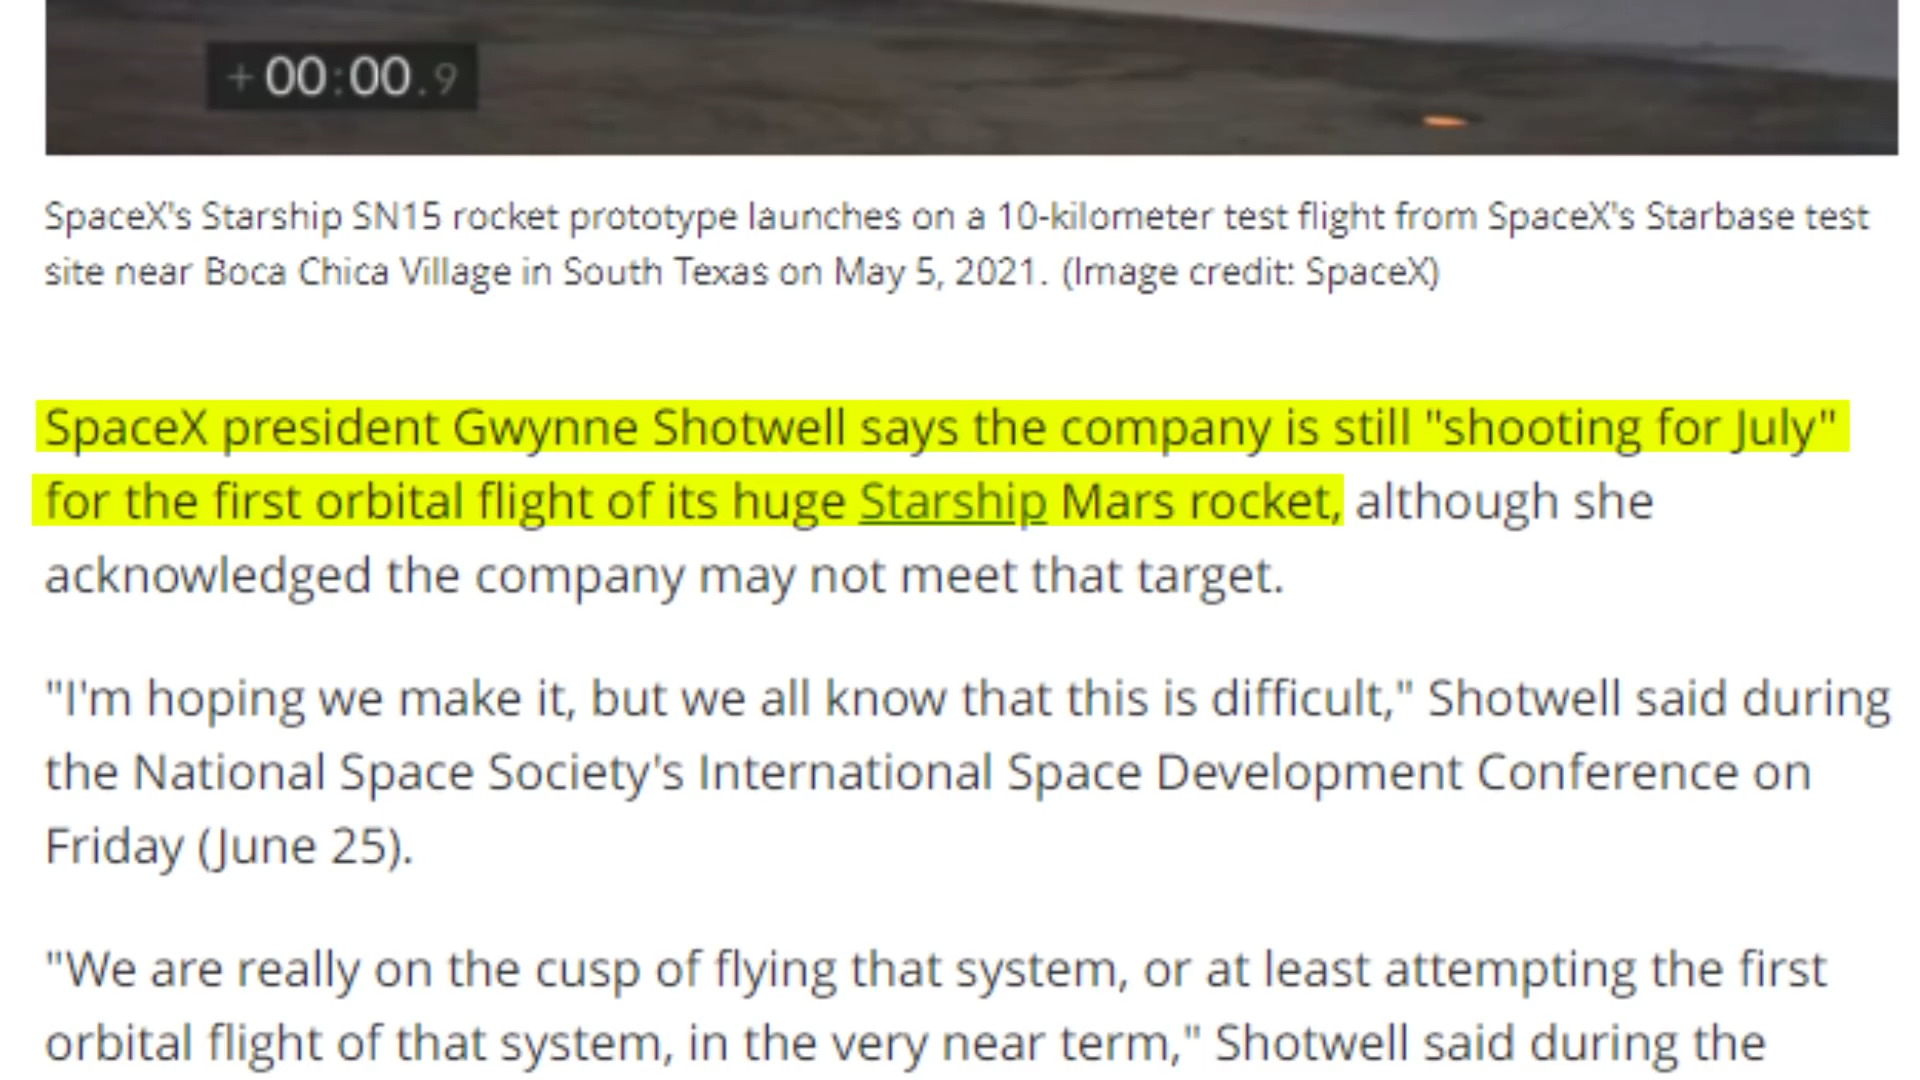 + 00:00.9
SpaceX's Starship SN15 rocket prototype launches on a 10-kilometer test flight from SpaceX's Starbase test
site near Boca Chica Village in South Texas on May 5, 2021. (Image credit: SpaceX)
SpaceX president Gwynne Shotwell says the company is still "shooting for July"
for the first orbital flight of its huge Starship Mars rocket, although she
acknowledged the company may not meet that target.
"I'm hoping we make it, but we all know that this is difficult," Shotwell said during
the National Space Society's International Space Development Conference on
Friday (June 25).
"We are really on the cusp of flying that system, or at least attempting the first
orbital flight of that system, in the very near term," Shotwell said during the